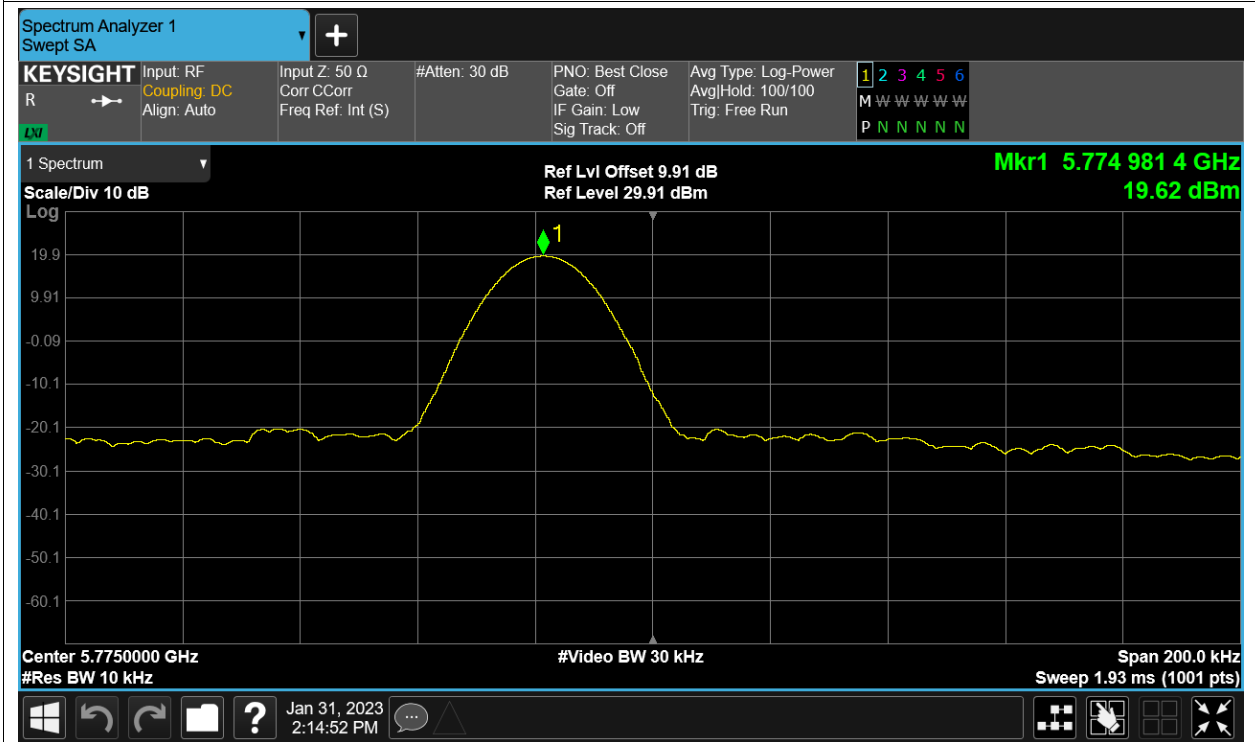 Spectrum Analyzer 1
Swept SA
+
KEYSIGHT
R
LXI
Input: RF
Coupling: DC
Align: Auto
Input Z: 50 Ω
Corr CCorr
Freq Ref: Int (S)
#Atten: 30 dB
PNO: Best Close
Gate: Off
IF Gain: Low
Sig Track: Off
Avg Type: Log-Power
Avg|Hold: 100/100
Trig: Free Run
1 2 3 4 5 6
M W W W W W
P N N N N N
1 Spectrum
Scale/Div 10 dB
Ref Lvl Offset 9.91 dB
Ref Level 29.91 dBm
Mkr1 5.774 981 4 GHz
19.62 dBm
Log
1
19.9
9.91
-0.09
-10.1
-20.1
-30.1
-40.1
-50.1
-60.1
Center 5.7750000 GHz
#Video BW 30 kHz
Span 200.0 kHz
#Res BW 10 kHz
Sweep 1.93 ms (1001 pts)
?
Jan 31, 2023
2:14:52 PM